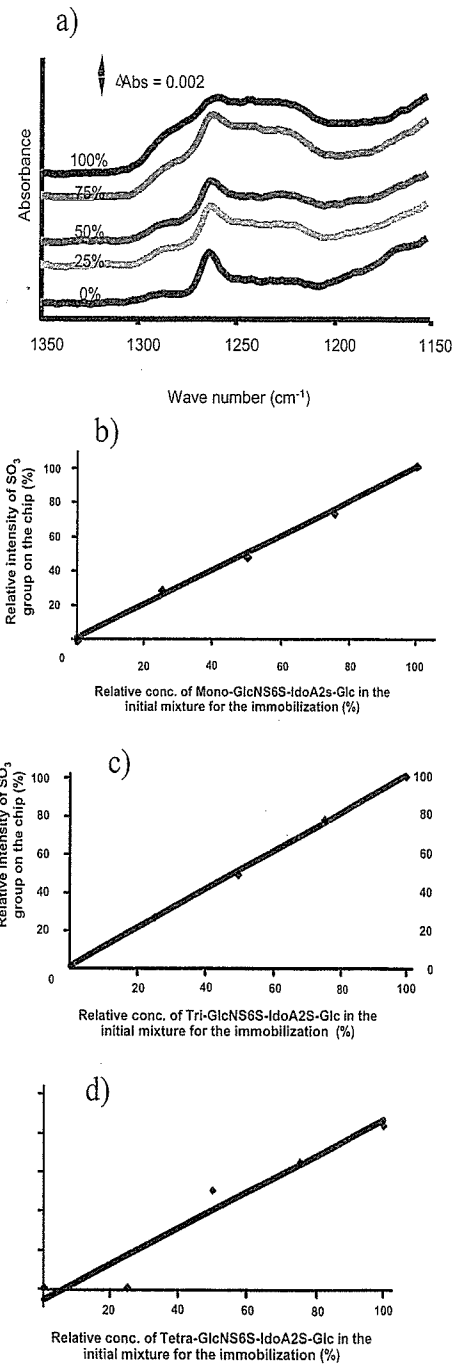 a)
ΔAbs = 0.002
Absorbance
100%
75%
50%
25%
0%
1350 1300 1250 1200 1150
Wave number (cm-1)
b)
Relative intensity of SO3
group on the chip (%)
100
80
60
40
20
0
20 40 60 80 100
Relative conc. of Mono-GlcNS6S-IdoA2s-Glc in the
initial mixture for the immobilization (%)
c)
Relative intensity of SO3
group on the chip (%)
100
80
60
40
20
0
100
80
60
40
20
0
20 40 60 80 100
Relative conc. of Tri-GlcNS6S-IdoA2S-Glc in the
initial mixture for the immobilization (%)
d)
0 20 40 60 80 100
Relative conc. of Tetra-GlcNS6S-IdoA2S-Glc in the
initial mixture for the immobilization (%)